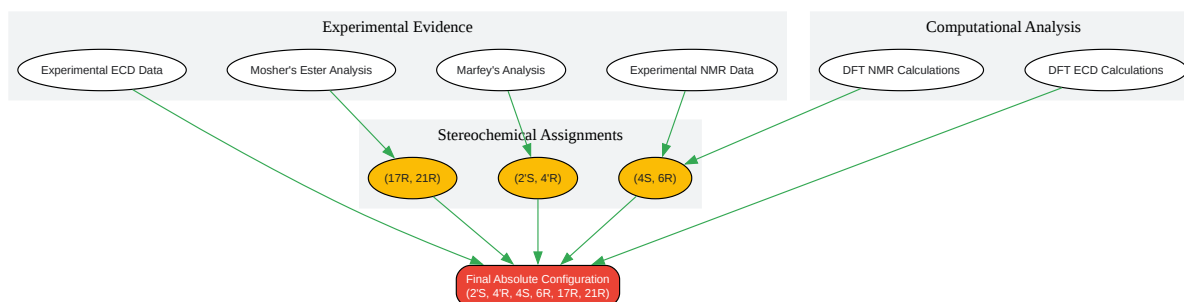 Experimental Evidence
Computational Analysis
Experimental ECD Data
Mosher's Ester Analysis
Marfey's Analysis
Experimental NMR Data
DFT NMR Calculations
DFT ECD Calculations
Stereochemical Assignments
(17R, 21R)
(2'S, 4'R)
(4S, 6R)
Final Absolute Configuration
(2'S, 4'R, 4S, 6R, 17R, 21R)